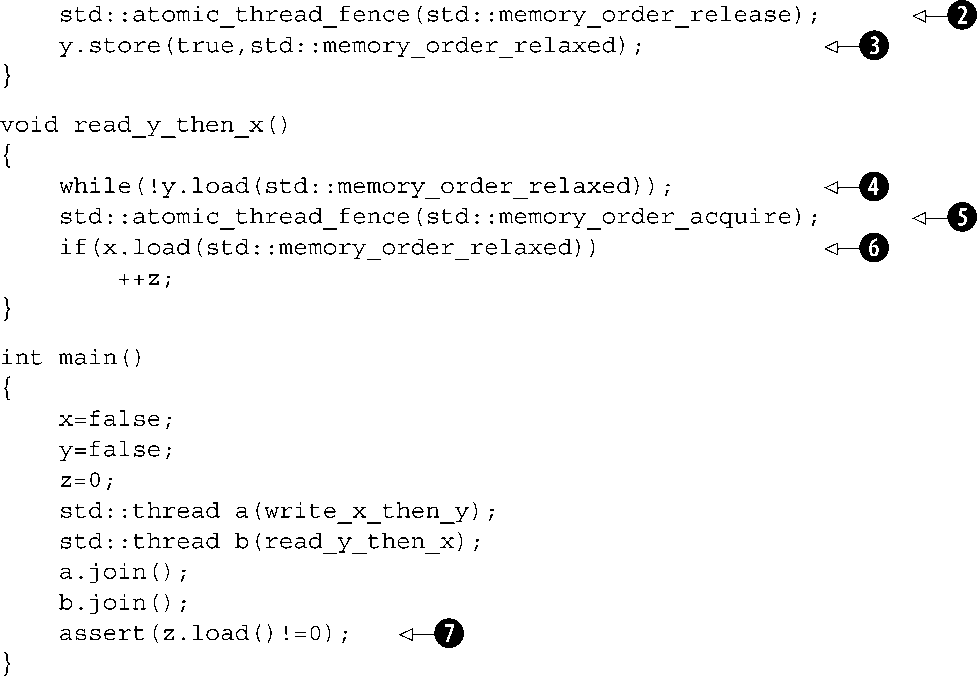 std::atomic_thread_fence(std::memory_order_release); 2
    y.store(true,std::memory_order_relaxed); 3
}
void read_y_then_x()
{
    while(!y.load(std::memory_order_relaxed)); 4
    std::atomic_thread_fence(std::memory_order_acquire); 5
    if(x.load(std::memory_order_relaxed)) 6
        ++z;
}
int main()
{
    x=false;
    y=false;
    z=0;
    std::thread a(write_x_then_y);
    std::thread b(read_y_then_x);
    a.join();
    b.join();
    assert(z.load()!=0); 7
}